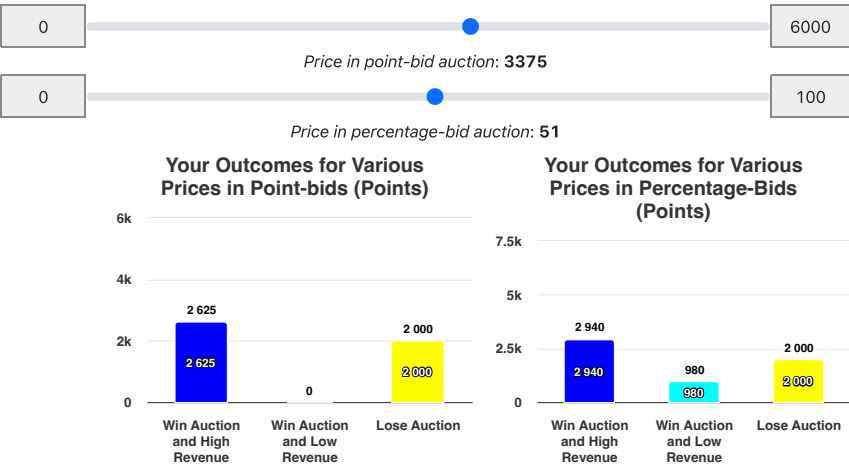 0
6000
Price in point-bid auction: 3375
0
100
Price in percentage-bid auction: 51
Your Outcomes for Various
Prices in Point-bids (Points)
6k
4k
2k
0
2 625
2 625
0
2 000
2 000
Win Auction
and High
Revenue
Win Auction
and Low
Revenue
Lose Auction
Your Outcomes for Various
Prices in Percentage-Bids
(Points)
7.5k
5k
2.5k
0
2 940
2 940
980
980
2 000
2 000
Win Auction
and High
Revenue
Win Auction
and Low
Revenue
Lose Auction